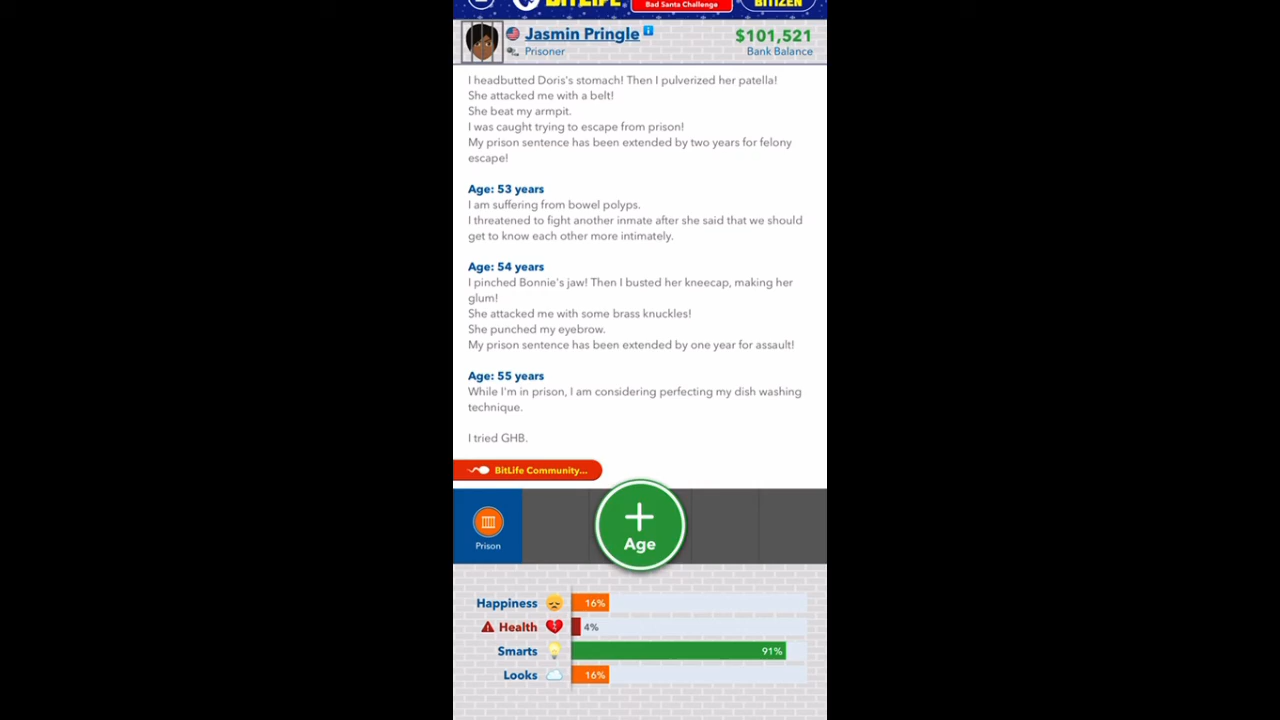 BITLIFE
Bad Santa Challenge
BITIZEN
Jasmin Pringle
$101,521
Prisoner
Bank Balance
I headbutted Doris's stomach! Then I pulverized her patella!
She attacked me with a belt!
She beat my armpit.
I was caught trying to escape from prison!
My prison sentence has been extended by two years for felony
escape!
Age: 53 years
I am suffering from bowel polyps.
I threatened to fight another inmate after she said that we should
get to know each other more intimately.
Age: 54 years
I pinched Bonnie's jaw! Then I busted her kneecap, making her
glum!
She attacked me with some brass knuckles!
She punched my eyebrow.
My prison sentence has been extended by one year for assault!
Age: 55 years
While I'm in prison, I am considering perfecting my dish washing
technique.
I tried GHB.
BitLife Community...
Age
Prison
Happiness 16%
Health 4%
Smarts 91%
Looks 16%